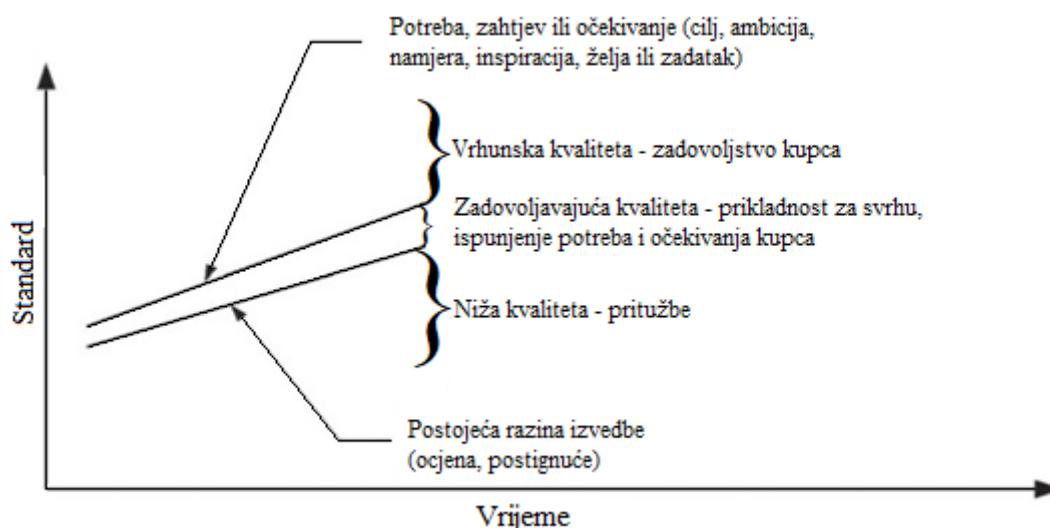 Potreba, zahtjev ili očekivanje (cilj, ambicija,
namjera, inspiracija, želja ili zadatak)
Vrhunska kvaliteta - zadovoljstvo kupca
Zadovoljavajuća kvaliteta - prikladnost za svrhu,
ispunjenje potreba i očekivanja kupca
Standard
Niža kvaliteta - pritužbe
Postojeća razina izvedbe
(ocjena, postignuće)
Vrijeme